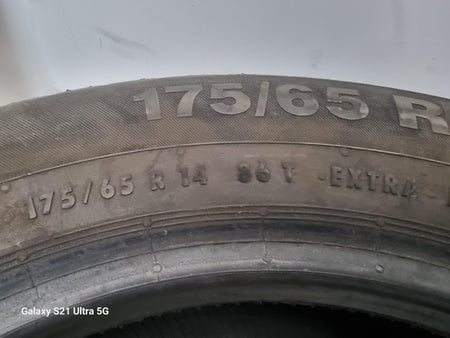 175/65 R
175/65 R 14 86 T EXTRA
Galaxy S21 Ultra 5G